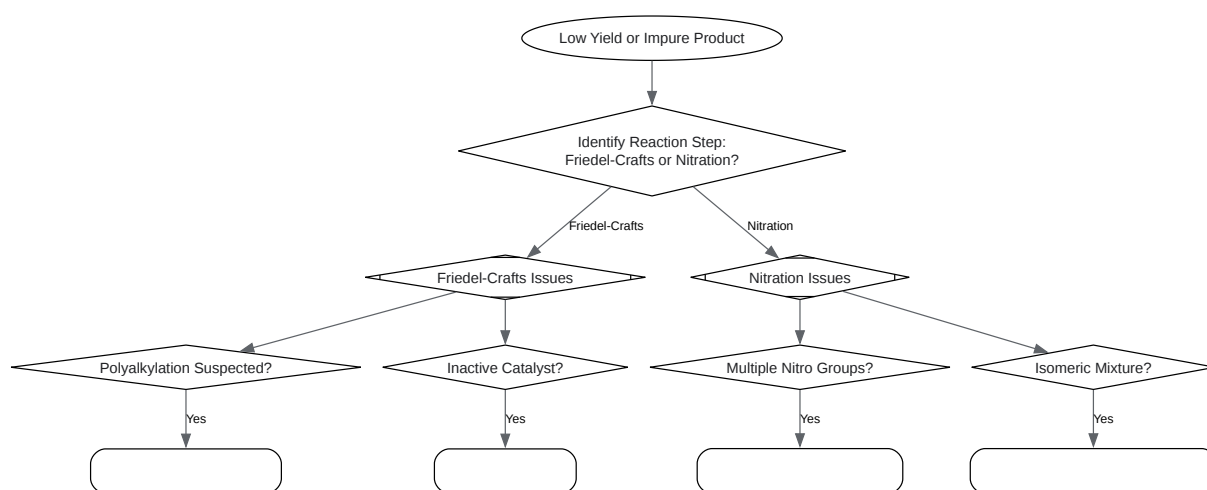 Low Yield or Impure Product
Identify Reaction Step:
Friedel-Crafts or Nitration?
Friedel-Crafts
Nitration
Friedel-Crafts Issues
Nitration Issues
Polyalkylation Suspected?
Inactive Catalyst?
Multiple Nitro Groups?
Isomeric Mixture?
Yes
Yes
Yes
Yes